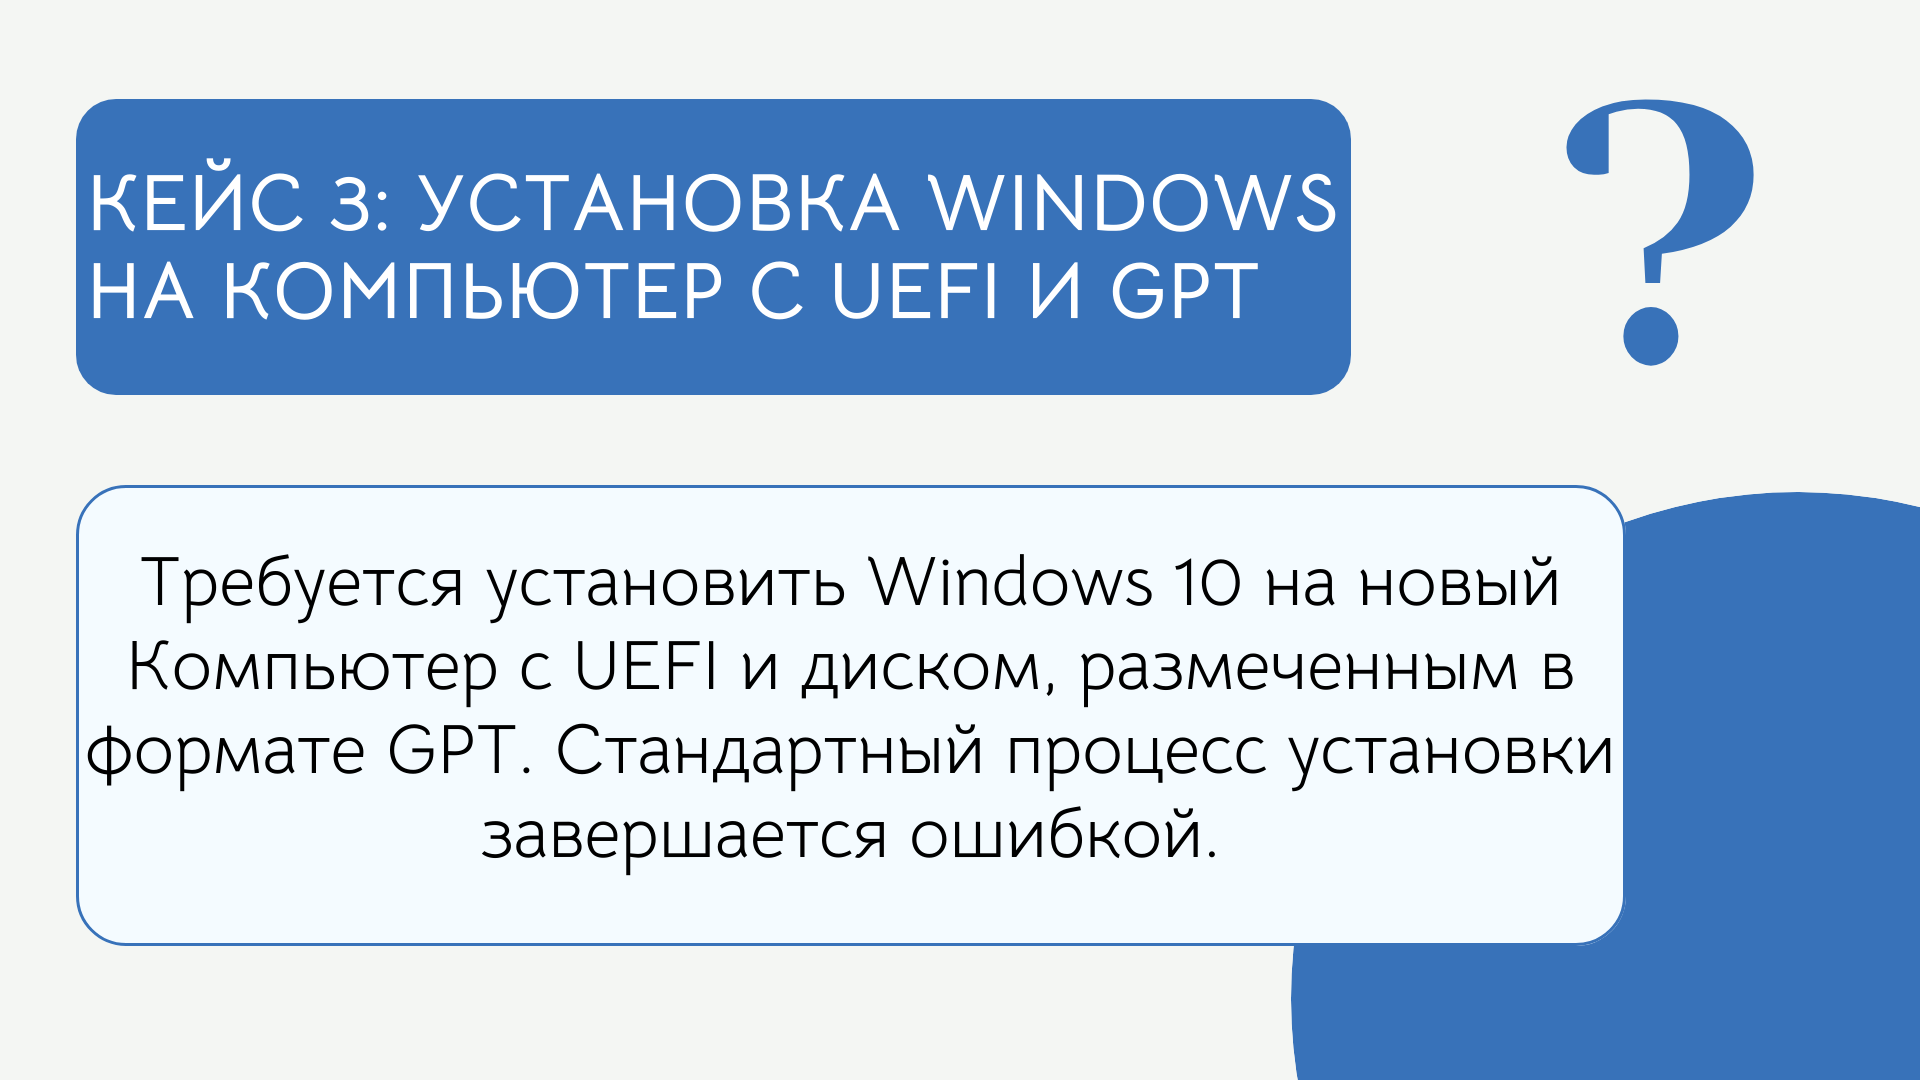 КЕЙС 3: УСТАНОВКА WINDOWS
НА КОМПЬЮТЕР С UEFI И GPT
?
Требуется установить Windows 10 на новый
Компьютер с UEFI и диском, размеченным в
формате GPT. Стандартный процесс установки
завершается ошибкой.